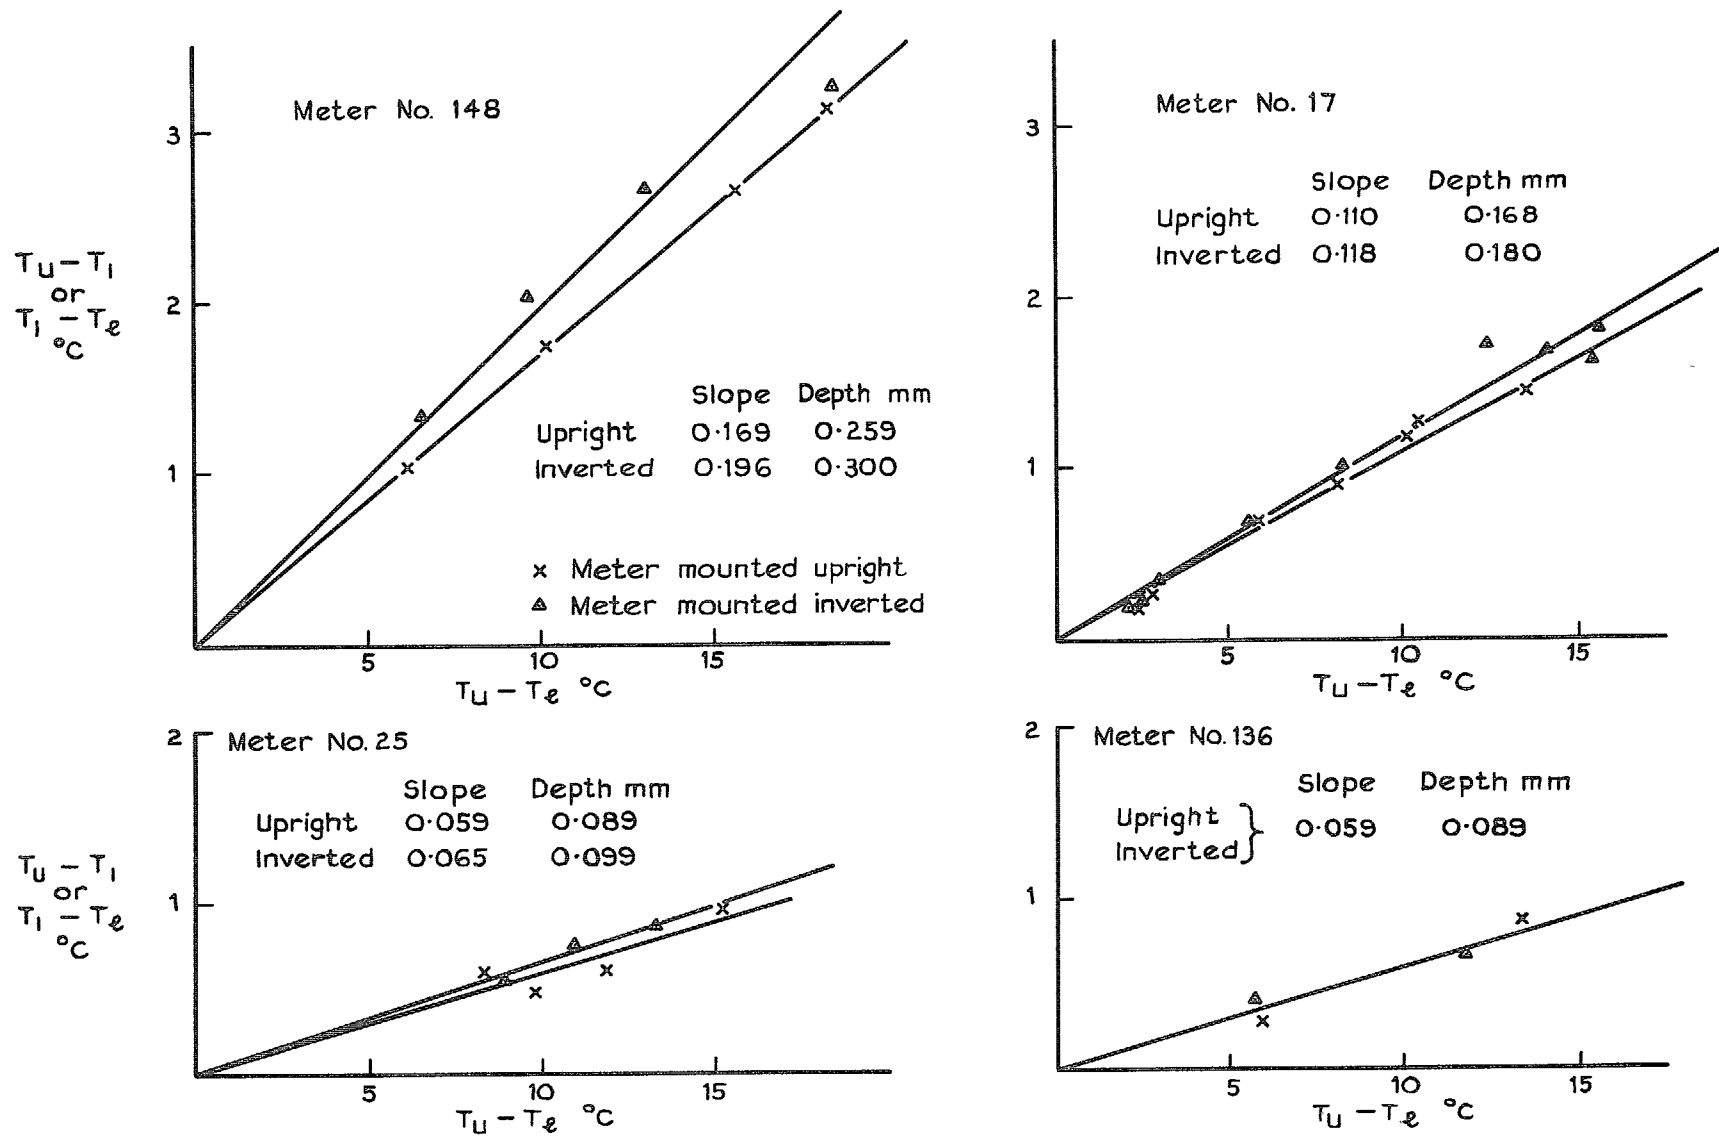 Meter No. 148
3
2
1
Tu – T1
or
T1 – Tℓ
°C
Slope Depth mm
Upright 0·169 0·259
Inverted 0·196 0·300
× Meter mounted upright
▲ Meter mounted inverted
5 10 15
Tu – Tℓ °C
Meter No. 17
3
2
1
Slope Depth mm
Upright 0·110 0·168
Inverted 0·118 0·180
5 10 15
Tu – Tℓ °C
Meter No. 25
2
1
Slope Depth mm
Upright 0·059 0·089
Inverted 0·065 0·099
Tu – T1
or
T1 – Tℓ
°C
5 10 15
Tu – Tℓ °C
Meter No. 136
2
1
Slope Depth mm
Upright
Inverted } 0·059 0·089
5 10 15
Tu – Tℓ °C